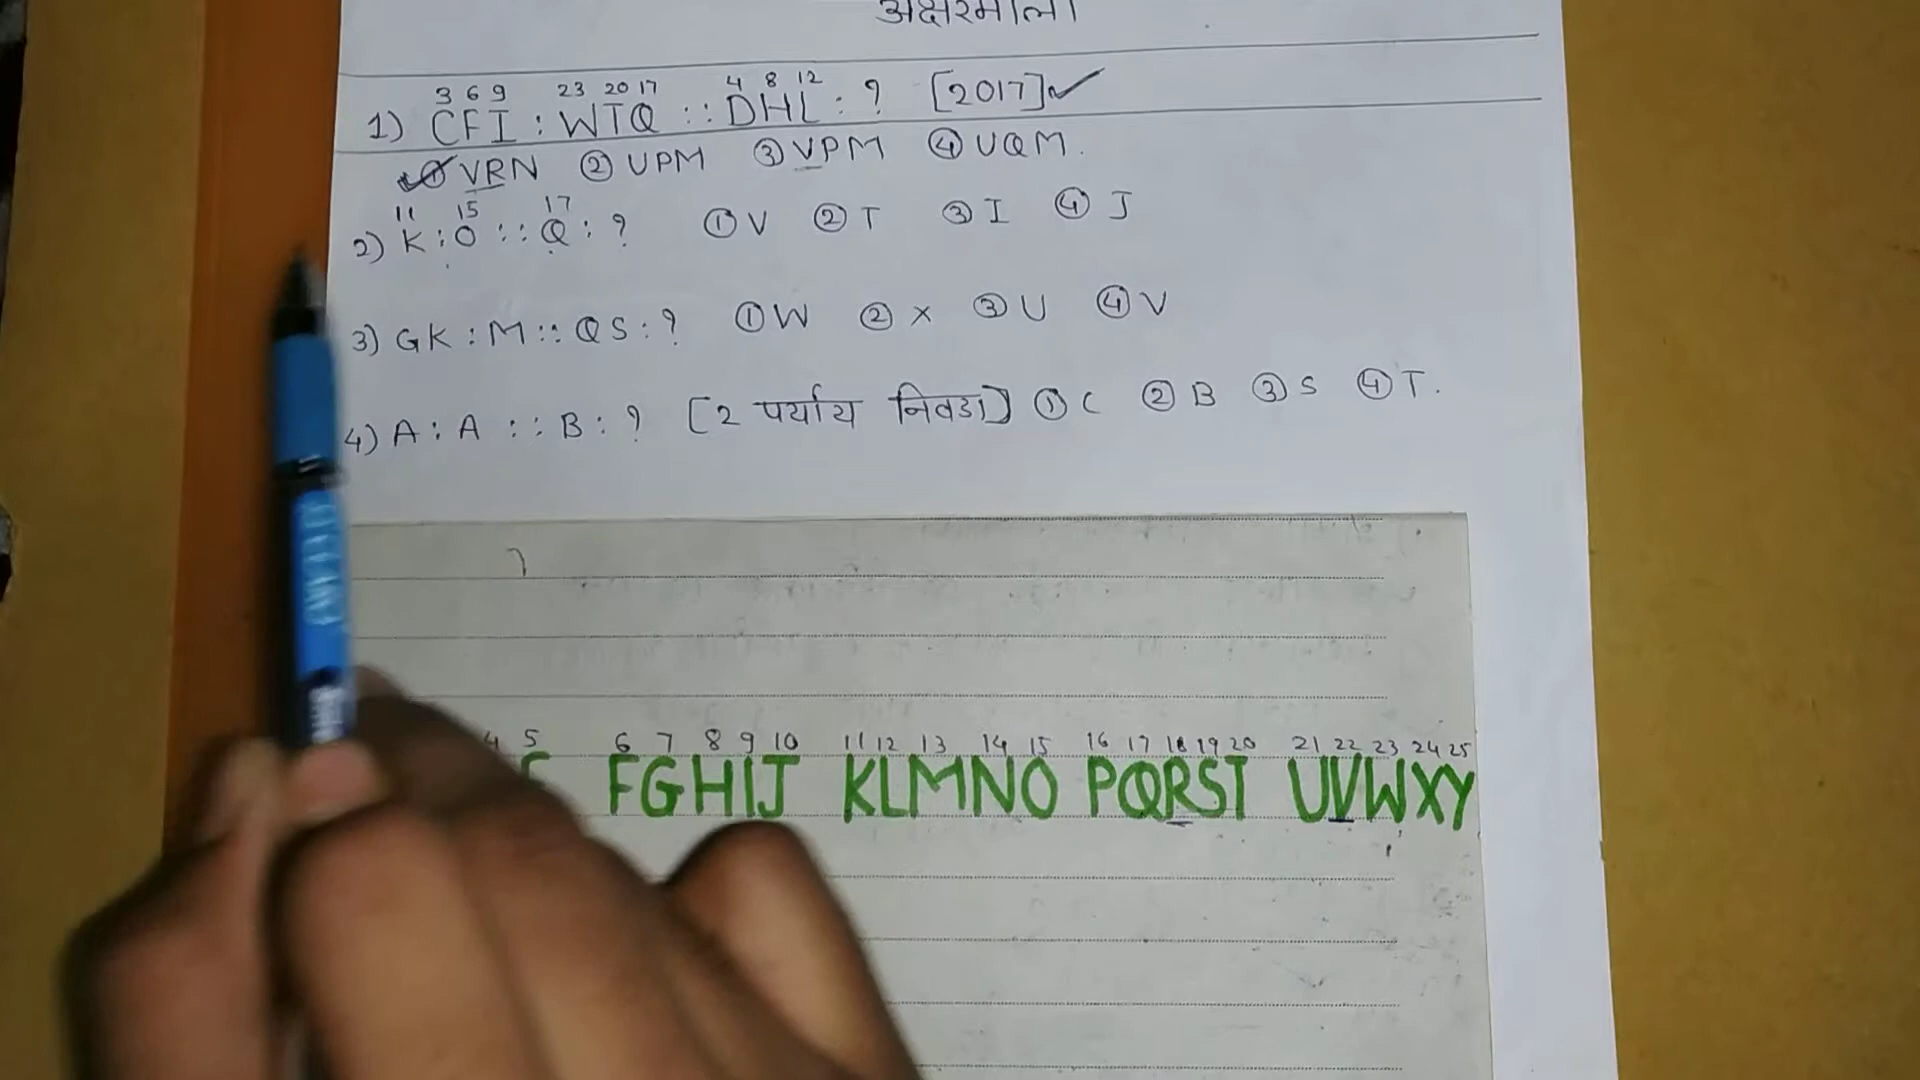 अक्षरमाला
3 6 9 23 20 17 4 8 12
1) CFI : WTQ :: DHL : ? [2017] ✓
① VRN ② UPM ③ VPM ④ UQM.
11 15 17
2) K : O :: Q : ? ① V ② T ③ I ④ J
3) GK : M :: QS : ? ① W ② X ③ U ④ V
4) A : A :: B : ? [2 पर्याय निवडा] ① C ② B ③ S ④ T.
4 5 6 7 8 9 10 11 12 13 14 15 16 17 18 19 20 21 22 23 24 25
FGHIJ KLMNO PQRST UVWXY